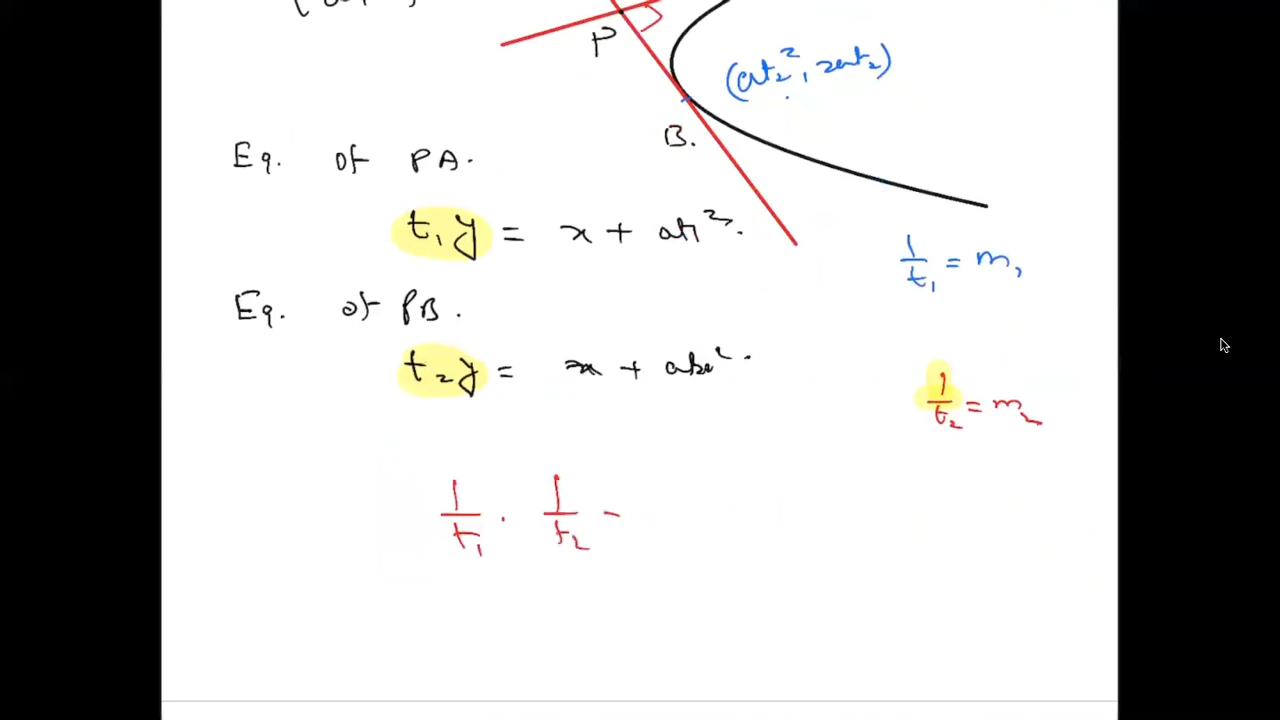 P
(at₂², 2at₂)
B.
Eq. of PA.
t₁y = x + at₁².
1/t₁ = m₁
Eq. of PB.
t₂y = x + at₂².
1/t₂ = m₂
1/t₁ · 1/t₂ =